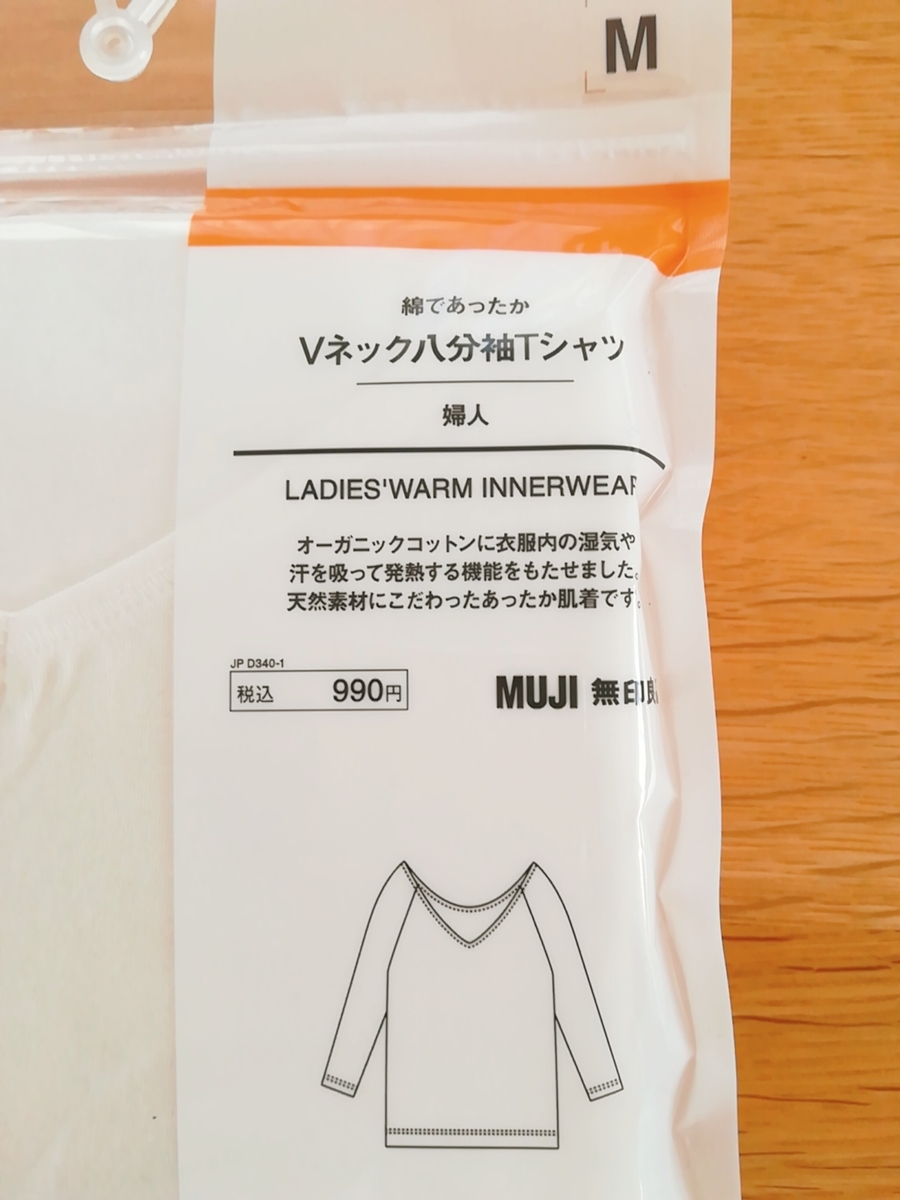 M
綿であったか
Vネック八分袖Tシャツ
婦人
LADIES'WARM INNERWEAR
オーガニックコットンに衣服内の湿気や
汗を吸って発熱する機能をもたせました。
天然素材にこだわったあったか肌着です。
JP D340-1
税込 990円
MUJI 無印良